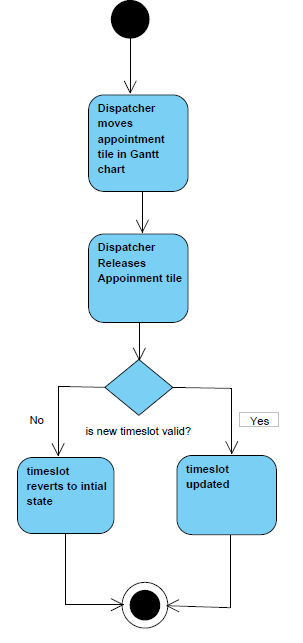 Dispatcher
moves
appointment
tile in Gantt
chart
Dispatcher
Releases
Appoinment tile
No
is new timeslot valid?
Yes
timeslot
reverts to intial
state
timeslot
updated